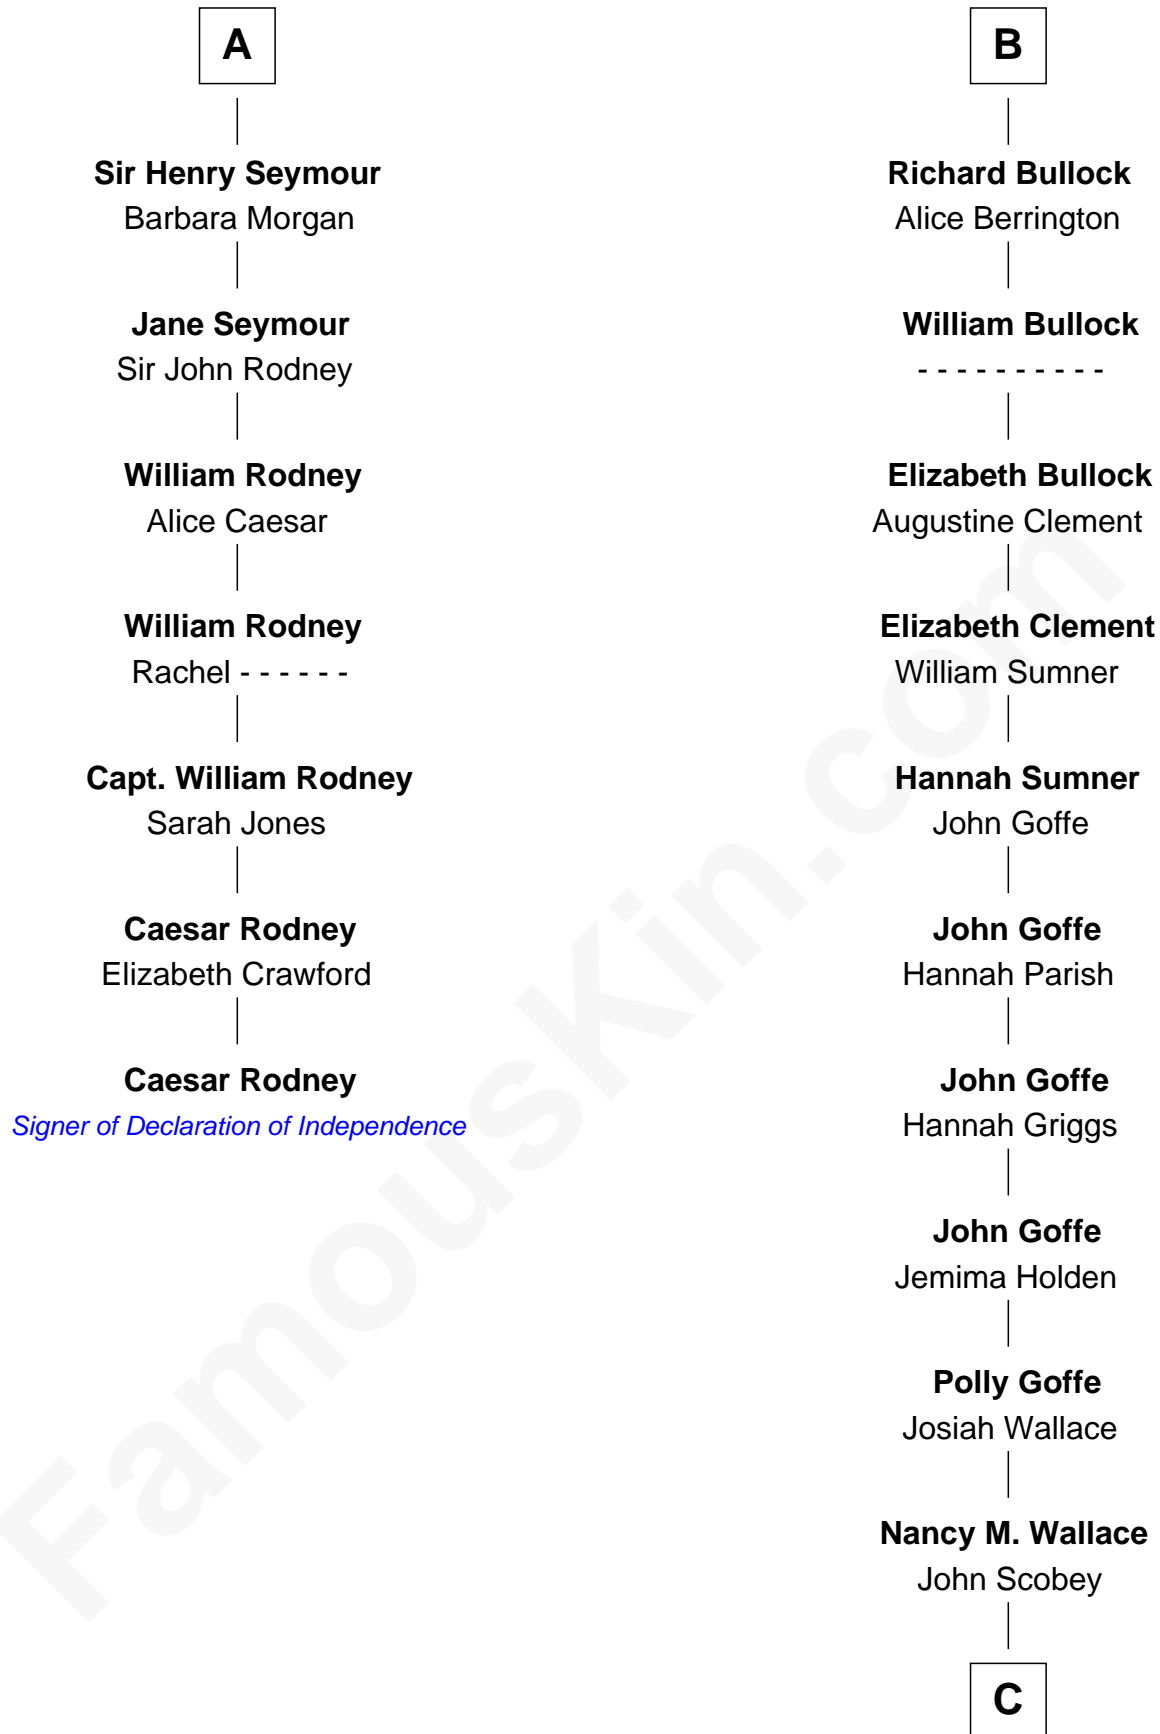 A
Sir Henry Seymour
Barbara Morgan
Jane Seymour
Sir John Rodney
William Rodney
Alice Caesar
William Rodney
Rachel - - - - - -
Capt. William Rodney
Sarah Jones
Caesar Rodney
Elizabeth Crawford
Caesar Rodney
Signer of Declaration of Independence
B
Richard Bullock
Alice Berrington
William Bullock
- - - - - - - - - -
Elizabeth Bullock
Augustine Clement
Elizabeth Clement
William Sumner
Hannah Sumner
John Goffe
John Goffe
Hannah Parish
John Goffe
Hannah Griggs
John Goffe
Jemima Holden
Polly Goffe
Josiah Wallace
Nancy M. Wallace
John Scobey
C
FamousKin.com